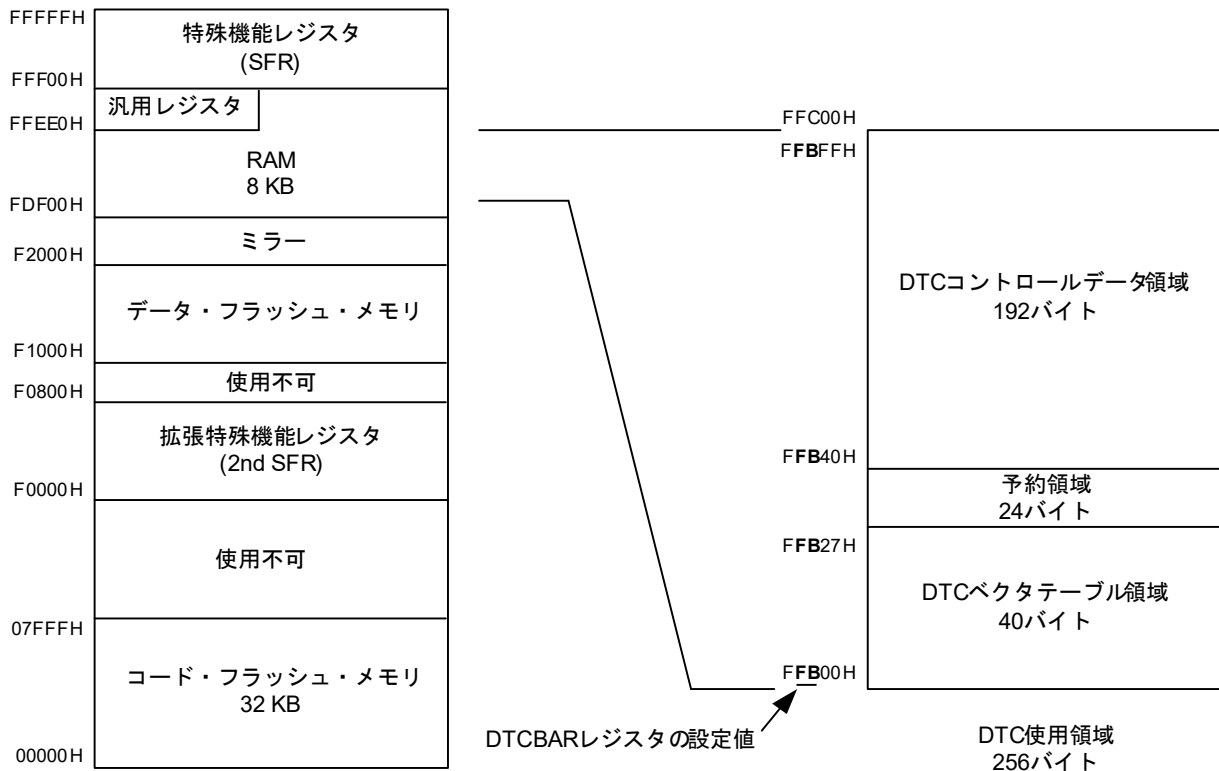 FFFFFH
特殊機能レジスタ
(SFR)
FFF00H
汎用レジスタ
FFEE0H
RAM
8 KB
FDF00H
ミラー
F2000H
データ・フラッシュ・メモリ
F1000H
使用不可
F0800H
拡張特殊機能レジスタ
(2nd SFR)
F0000H
使用不可
07FFFH
コード・フラッシュ・メモリ
32 KB
00000H
FFC00H
FFBFFH
DTCコントロールデータ領域
192バイト
FFB40H
予約領域
24バイト
FFB27H
DTCベクタテーブル領域
40バイト
FFB00H
DTCBARレジスタの設定値
DTC使用領域
256バイト